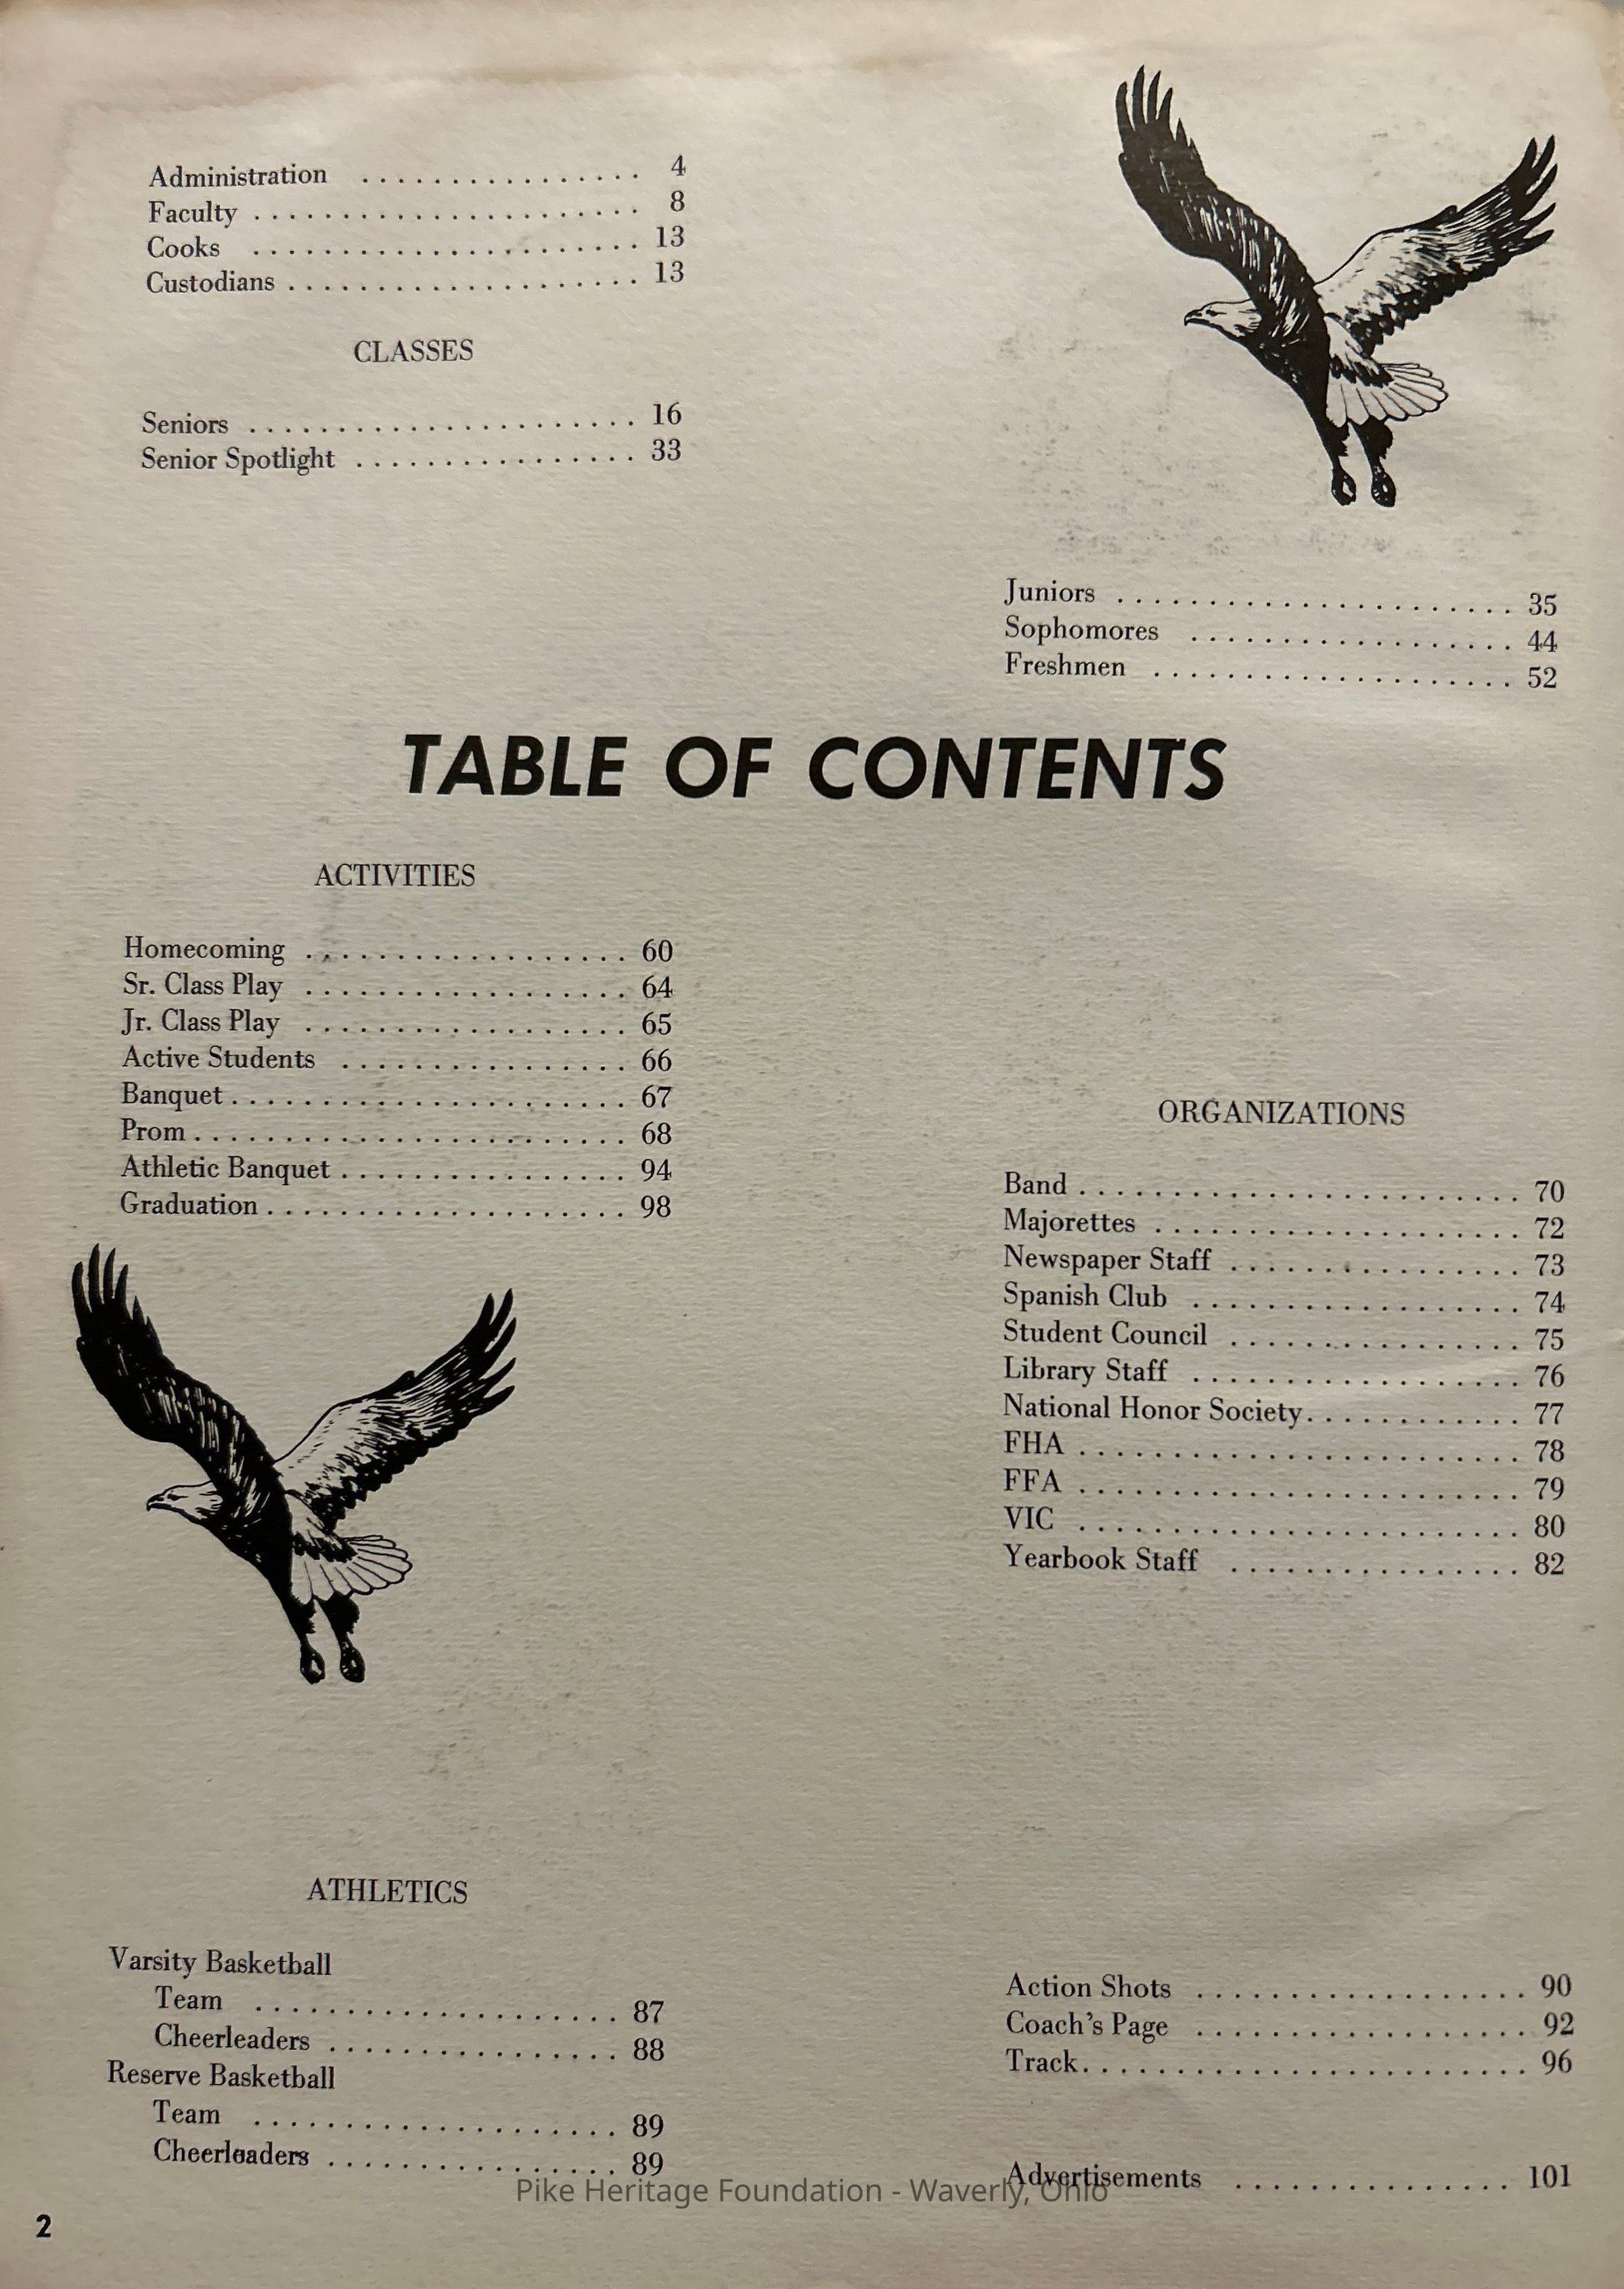 Administration ................ 4
Faculty ...................... 8
Cooks ...................... 13
Custodians .................... 13
CLASSES
Seniors ...................... 16
Senior Spotlight ................ 33
Juniors ...................... 35
Sophomores .................. 44
Freshmen .................... 52
TABLE OF CONTENTS
ACTIVITIES
Homecoming .................. 60
Sr. Class Play .................. 64
Jr. Class Play .................. 65
Active Students ................ 66
Banquet ...................... 67
Prom ........................ 68
Athletic Banquet ................ 94
Graduation .................... 98
ORGANIZATIONS
Band ........................ 70
Majorettes .................... 72
Newspaper Staff ................ 73
Spanish Club .................. 74
Student Council ................ 75
Library Staff .................. 76
National Honor Society............ 77
FHA ........................ 78
FFA ........................ 79
VIC ........................ 80
Yearbook Staff ................ 82
ATHLETICS
Varsity Basketball
Team .................... 87
Cheerleaders ................ 88
Reserve Basketball
Team .................... 89
Cheerleaders ................ 89
Action Shots .................. 90
Coach's Page .................. 92
Track........................ 96
Advertisements ............... 101
Pike Heritage Foundation - Waverly, Ohio
2